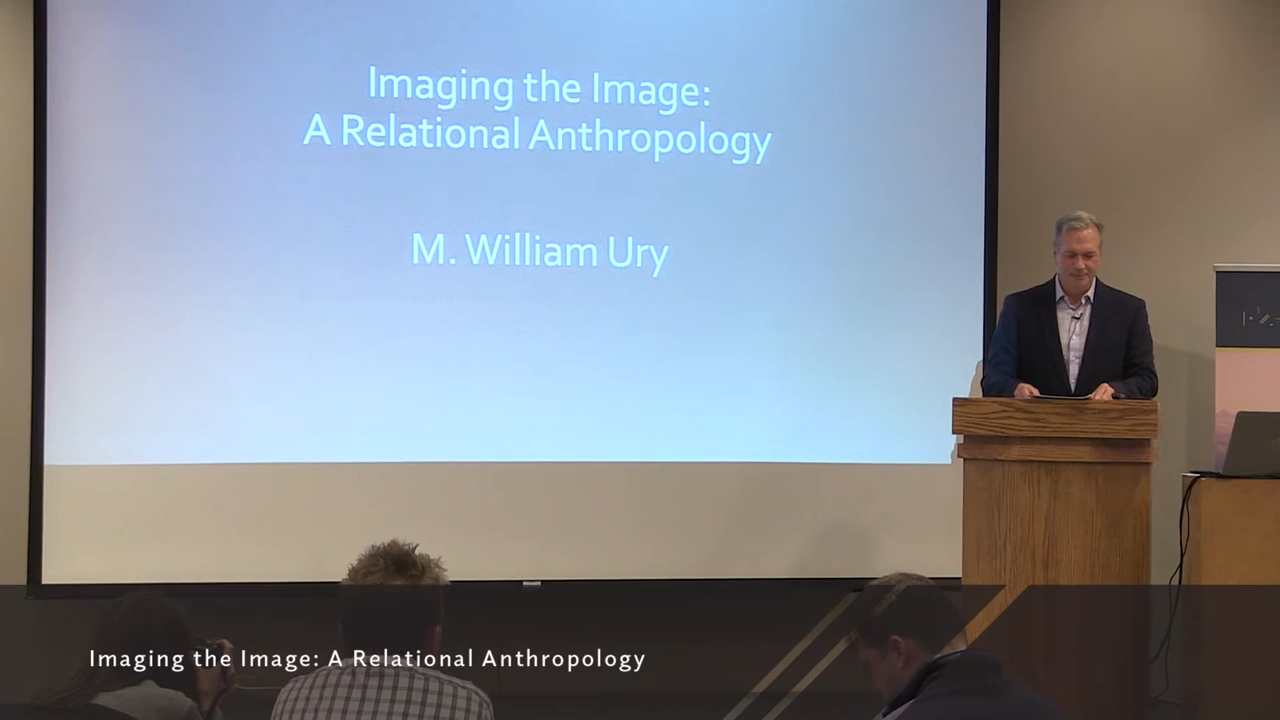 Imaging the Image:
A Relational Anthropology
M. William Ury
Imaging the Image: A Relational Anthropology